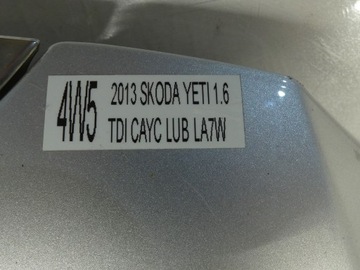 4W5
2013 SKODA YETI 1.6
TDI CAYC LUB LA7W